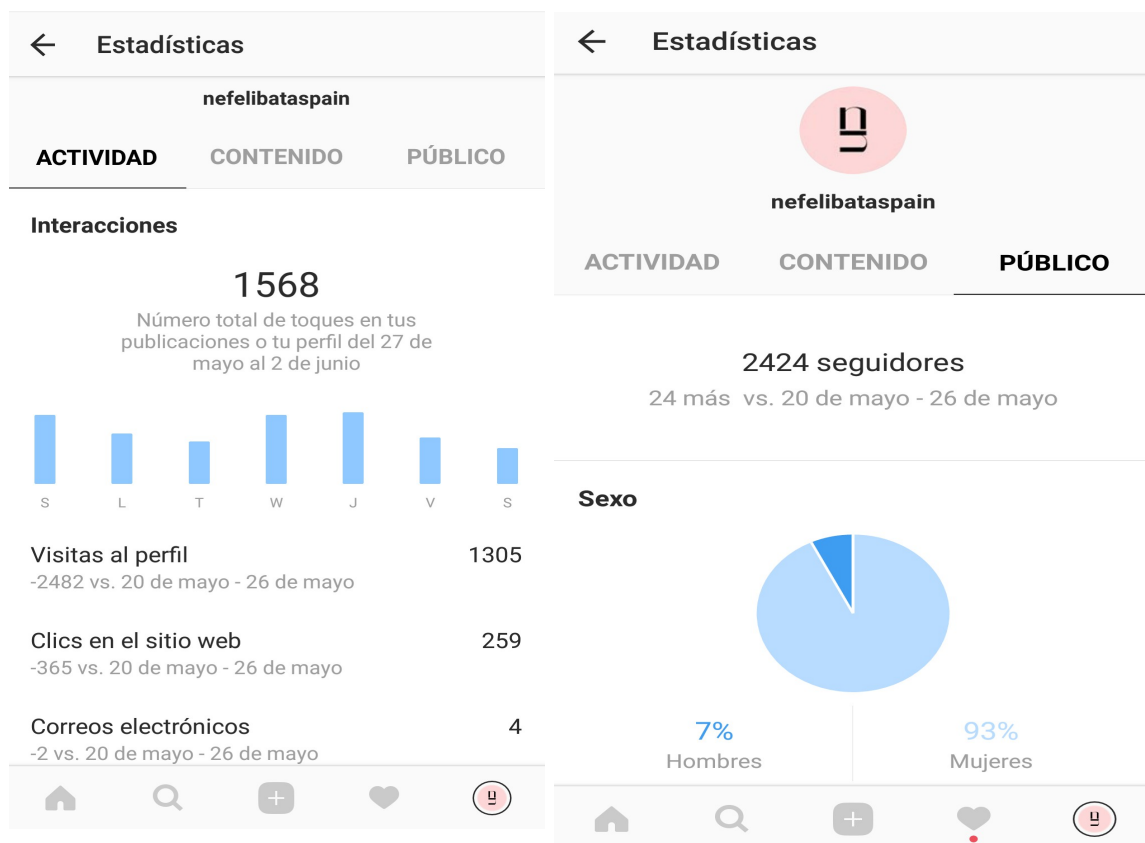 Estadísticas
nefelibataspain
ACTIVIDAD CONTENIDO PÚBLICO
Interacciones
1568
Número total de toques en tus
publicaciones o tu perfil del 27 de
mayo al 2 de junio
S L T W J V S
Visitas al perfil 1305
-2482 vs. 20 de mayo - 26 de mayo
Clics en el sitio web 259
-365 vs. 20 de mayo - 26 de mayo
Correos electrónicos 4
-2 vs. 20 de mayo - 26 de mayo
Estadísticas
nefelibataspain
ACTIVIDAD CONTENIDO PÚBLICO
2424 seguidores
24 más vs. 20 de mayo - 26 de mayo
Sexo
7% 93%
Hombres Mujeres